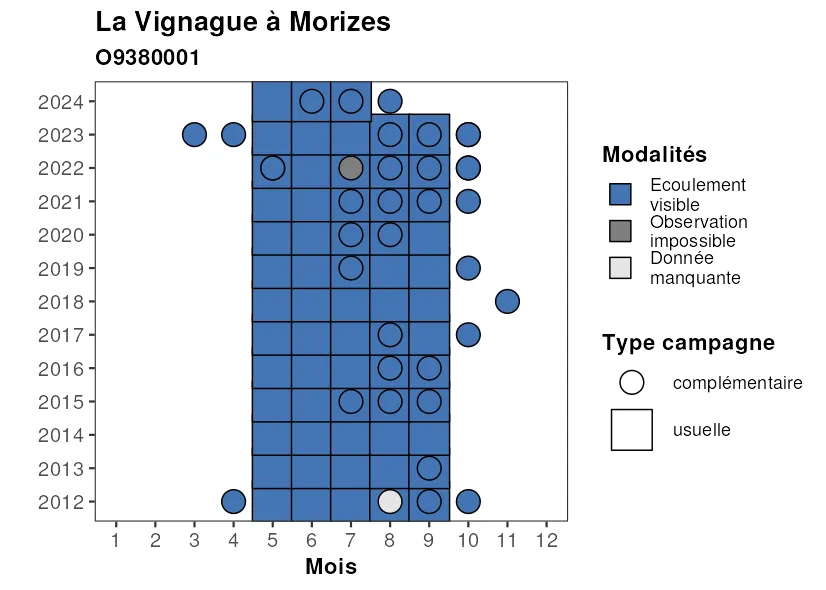 La Vignague à Morizes
O9380001
2024
2023
2022
2021
2020
2019
2018
2017
2016
2015
2014
2013
2012
1 2 3 4 5 6 7 8 9 10 11 12
Mois
Modalités
Ecoulement
visible
Observation
impossible
Donnée
manquante
Type campagne
complémentaire
usuelle